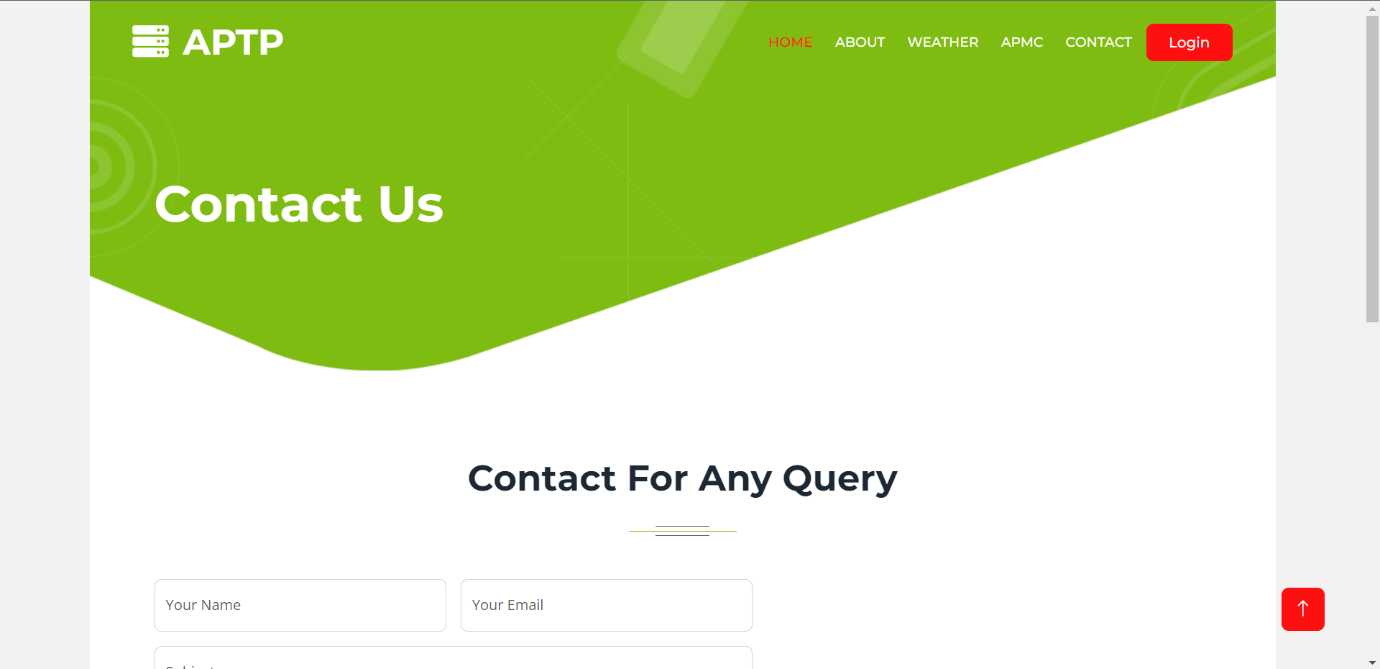 APTP
HOME ABOUT WEATHER APMC CONTACT Login
Contact Us
Contact For Any Query
Your Name Your Email